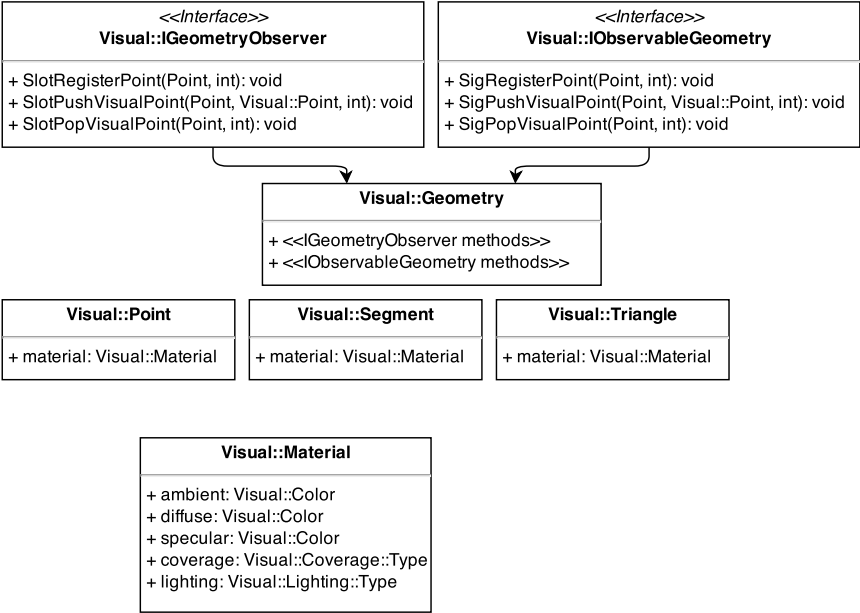 <<Interface>>
Visual::IGeometryObserver
+ SlotRegisterPoint(Point, int): void
+ SlotPushVisualPoint(Point, Visual::Point, int): void
+ SlotPopVisualPoint(Point, int): void
<<Interface>>
Visual::IObservableGeometry
+ SigRegisterPoint(Point, int): void
+ SigPushVisualPoint(Point, Visual::Point, int): void
+ SigPopVisualPoint(Point, int): void
Visual::Geometry
+ <<IGeometryObserver methods>>
+ <<IObservableGeometry methods>>
Visual::Point
+ material: Visual::Material
Visual::Segment
+ material: Visual::Material
Visual::Triangle
+ material: Visual::Material
Visual::Material
+ ambient: Visual::Color
+ diffuse: Visual::Color
+ specular: Visual::Color
+ coverage: Visual::Coverage::Type
+ lighting: Visual::Lighting::Type